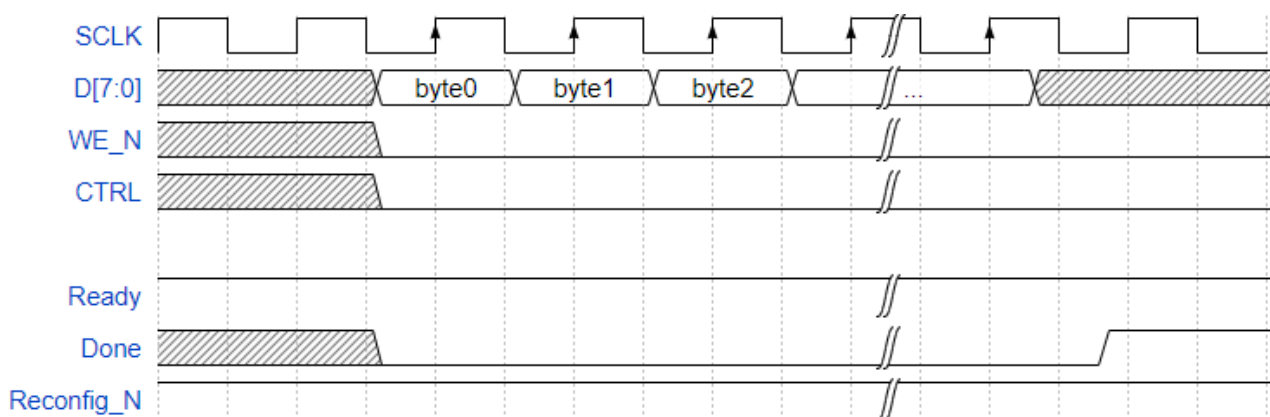 SCLK
D[7:0] byte0 byte1 byte2 ...
WE_N
CTRL
Ready
Done
Reconfig_N